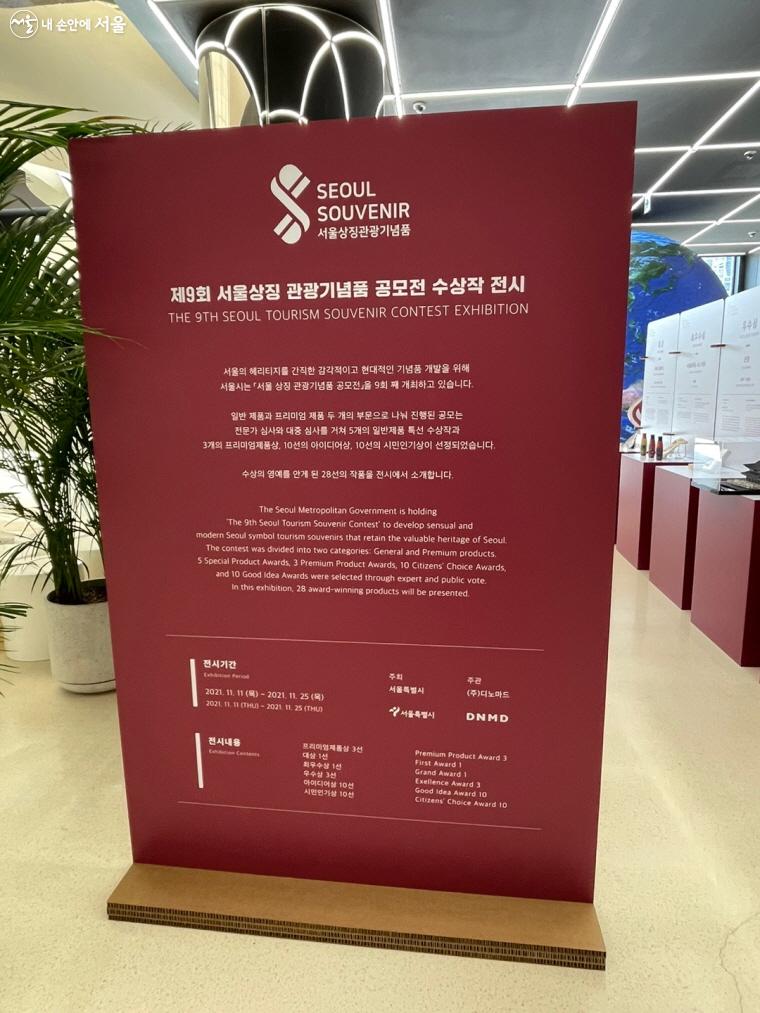 서울 내 손안에 서울
SEOUL
SOUVENIR
서울상징관광기념품
제9회 서울상징 관광기념품 공모전 수상작 전시
THE 9TH SEOUL TOURISM SOUVENIR CONTEST EXHIBITION
서울의 헤리티지를 간직한 감각적이고 현대적인 기념품 개발을 위해
서울시는 「서울 상징 관광기념품 공모전」을 9회 째 개최하고 있습니다.
일반 제품과 프리미엄 제품 두 개의 부문으로 나눠 진행된 공모는
전문가 심사와 대중 심사를 거쳐 5개의 일반제품 특선 수상작과
3개의 프리미엄제품상, 10선의 아이디어상, 10선의 시민인기상이 선정되었습니다.
수상의 영예를 안게 된 28선의 작품을 전시에서 소개합니다.
The Seoul Metropolitan Government is holding
'The 9th Seoul Tourism Souvenir Contest' to develop sensual and
modern Seoul symbol tourism souvenirs that retain the valuable heritage of Seoul.
The contest was divided into two categories: General and Premium products.
5 Special Product Awards, 3 Premium Product Awards, 10 Citizens' Choice Awards,
and 10 Good Idea Awards were selected through expert and public vote.
In this exhibition, 28 award-winning products will be presented.
전시기간
Exhibition Period
2021. 11. 11 (목) ~ 2021. 11. 25 (목)
2021. 11. 11 (THU) ~ 2021. 11. 25 (THU)
주최
서울특별시
서울특별시
주관
(주)디노마드
DNMD
전시내용
Exhibition Contents
프리미엄제품상 3선
대상 1선
최우수상 1선
우수상 3선
아이디어상 10선
시민인기상 10선
Premium Product Award 3
First Award 1
Grand Award 1
Exellence Award 3
Good Idea Award 10
Citizens' Choice Award 10
최우수상
우수상